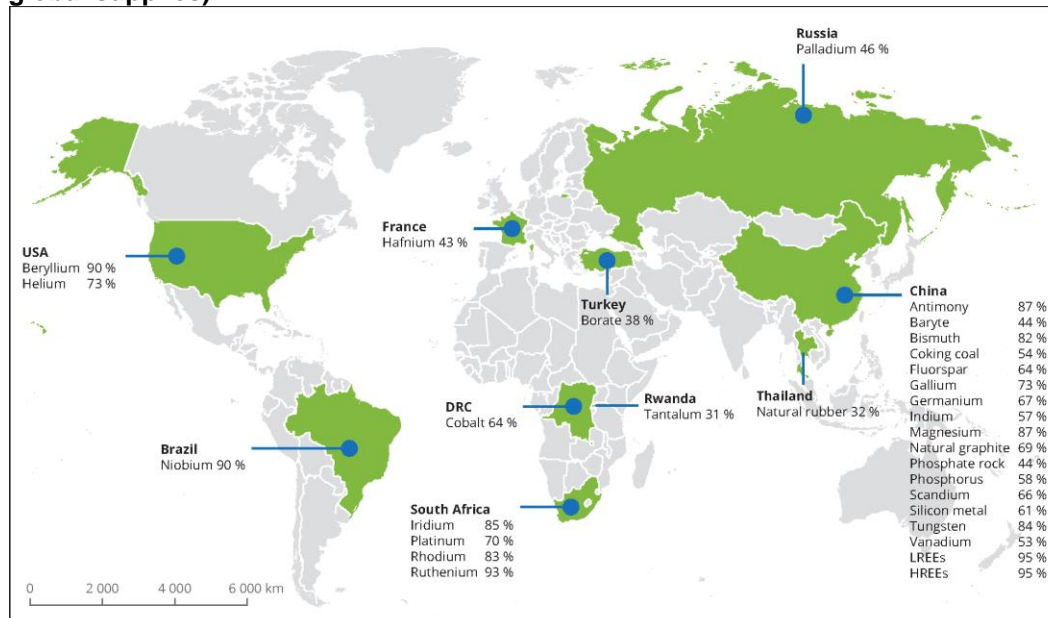 global supplies)
Russia
Palladium 46 %
France
Hafnium 43 %
USA
Beryllium 90 %
Helium 73 %
Turkey
Borate 38 %
China
Antimony 87 %
Baryte 44 %
Bismuth 82 %
Coking coal 54 %
Fluorspar 64 %
Gallium 73 %
Germanium 67 %
Indium 57 %
Magnesium 87 %
Natural graphite 69 %
Phosphate rock 44 %
Phosphorus 58 %
Scandium 66 %
Silicon metal 61 %
Tungsten 84 %
Vanadium 53 %
LREEs 95 %
HREEs 95 %
DRC
Cobalt 64 %
Rwanda
Tantalum 31 %
Thailand
Natural rubber 32 %
Brazil
Niobium 90 %
South Africa
Iridium 85 %
Platinum 70 %
Rhodium 83 %
Ruthenium 93 %
0 2 000 4 000 6 000 km